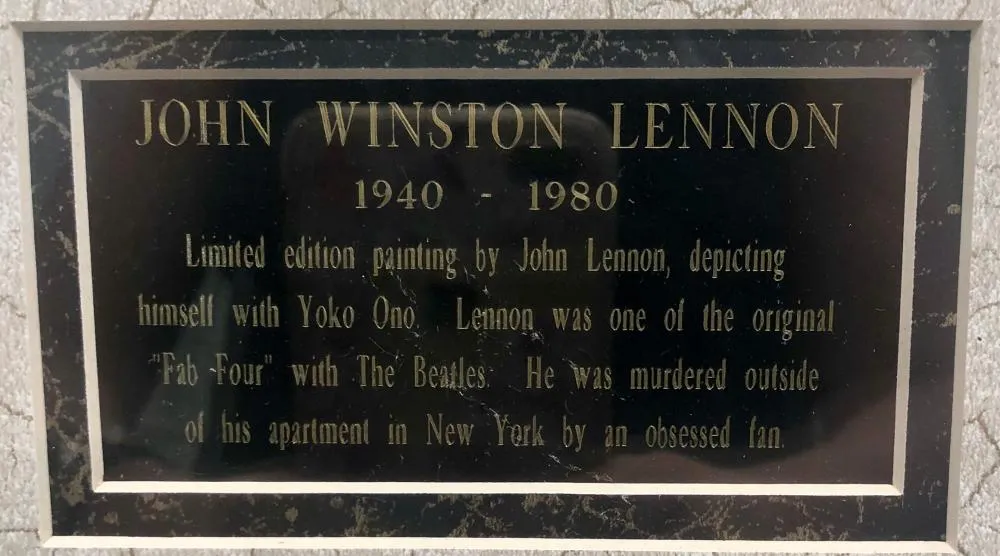 JOHN WINSTON LENNON
1940 - 1980
Limited edition painting by John Lennon, depicting
himself with Yoko Ono. Lennon was one of the original
"Fab Four" with The Beatles. He was murdered outside
of his apartment in New York by an obsessed fan.